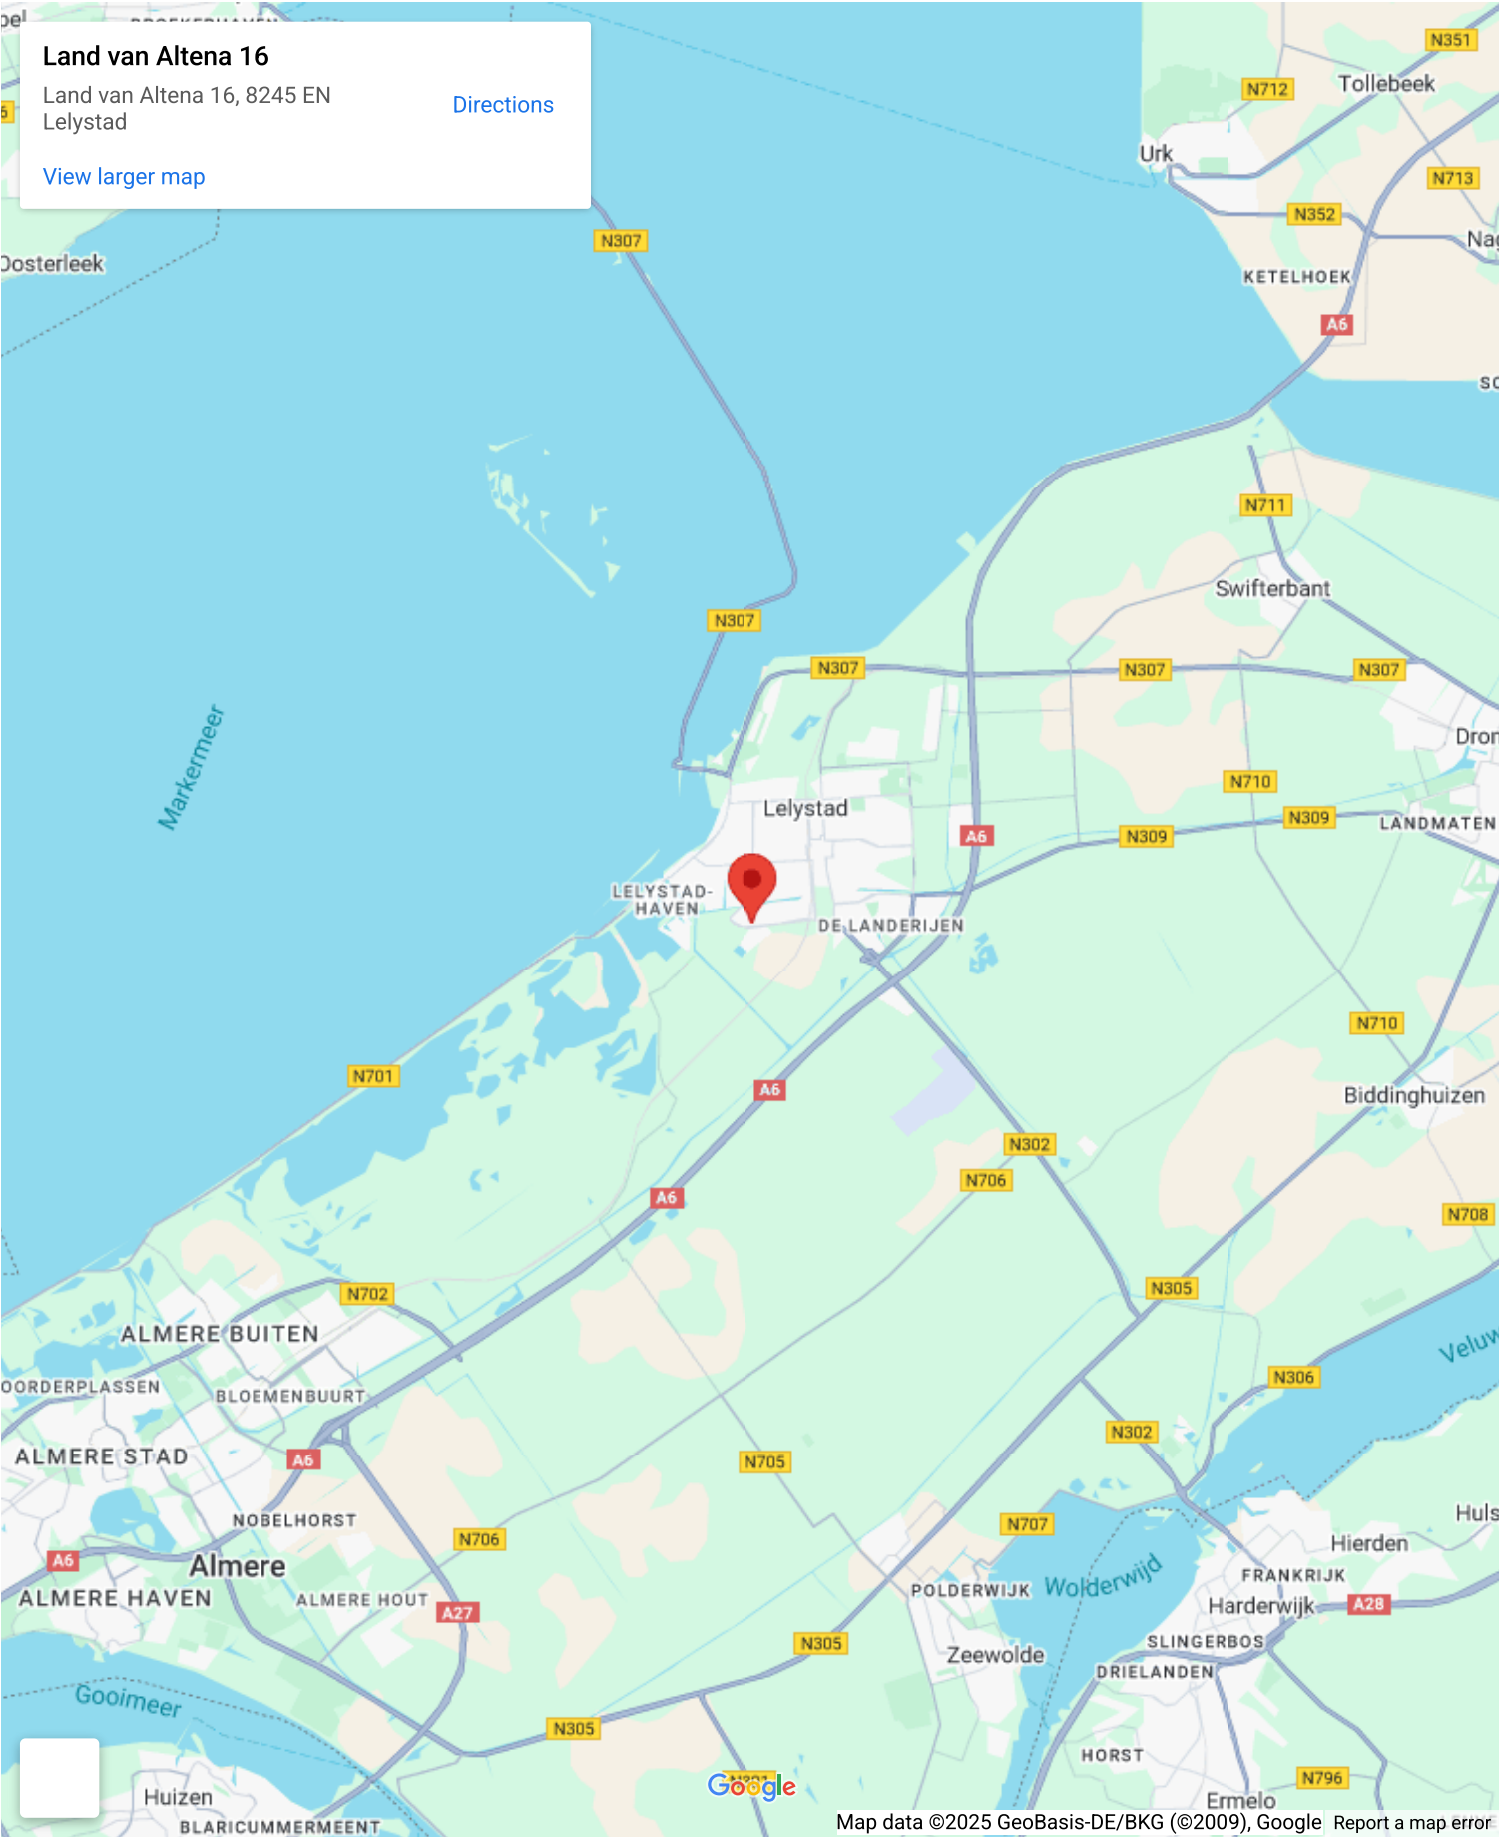 Land van Altena 16
Land van Altena 16, 8245 EN
Lelystad
Directions
View larger map
N351
Tollebeek
N712
Urk
N713
N352
N307
KETELHOEK
Oosterleek
A6
N711
Swifterbant
N307
N307
N307
N307
Markermeer
N710
Lelystad
N309
LANDMATEN
A6
N309
LELYSTAD-
HAVEN
DE LANDERIJEN
N710
N701
A6
Biddinghuizen
N302
N706
A6
N708
N305
N702
ALMERE BUITEN
N306
BLOEMENBUURT
N302
ALMERE STAD
A6
N705
NOBELHORST
N707
N706
Hierden
A6
Almere
FRANKRIJK
POLDERWIJK
Wolderwijd
ALMERE HAVEN
ALMERE HOUT
A27
Harderwijk
A28
N305
SLINGERBOS
Zeewolde
DRIELANDEN
Gooimeer
N305
HORST
N796
Google
Huizen
Ermelo
BLARICUMMERMEENT
Map data ©2025 GeoBasis-DE/BKG (©2009), Google
Report a map error